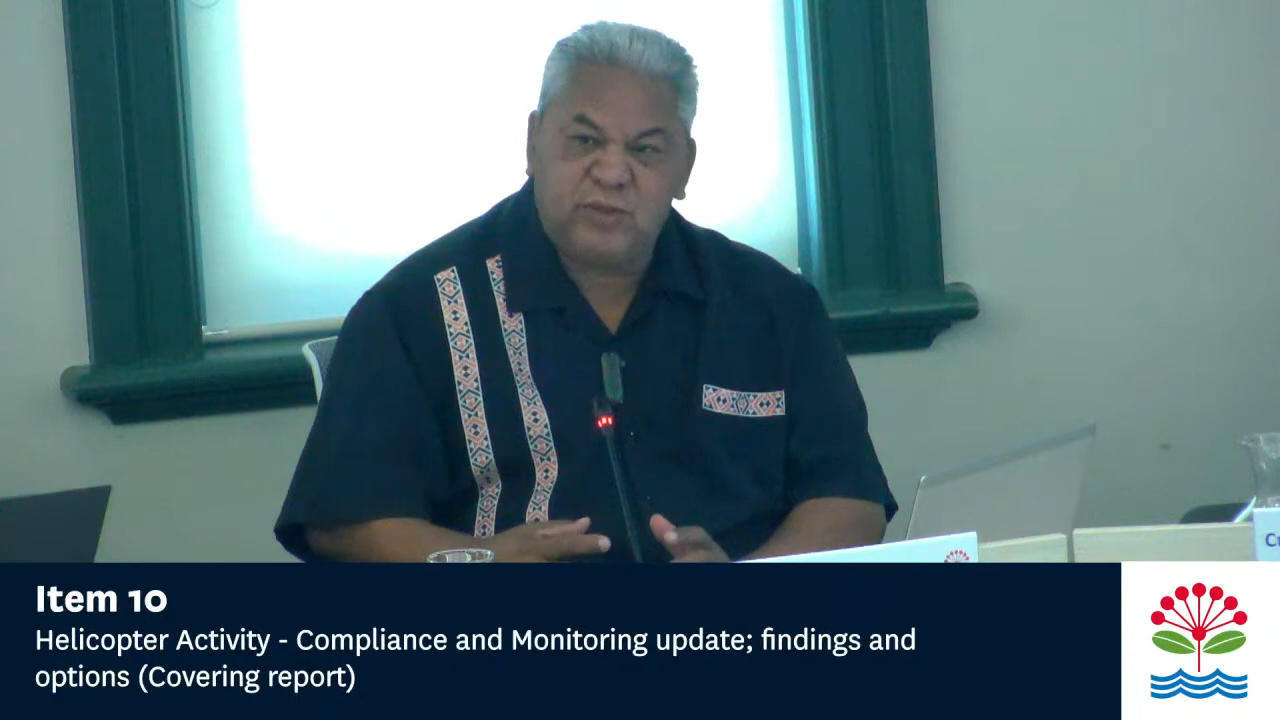 Item 10
Helicopter Activity - Compliance and Monitoring update; findings and
options (Covering report)